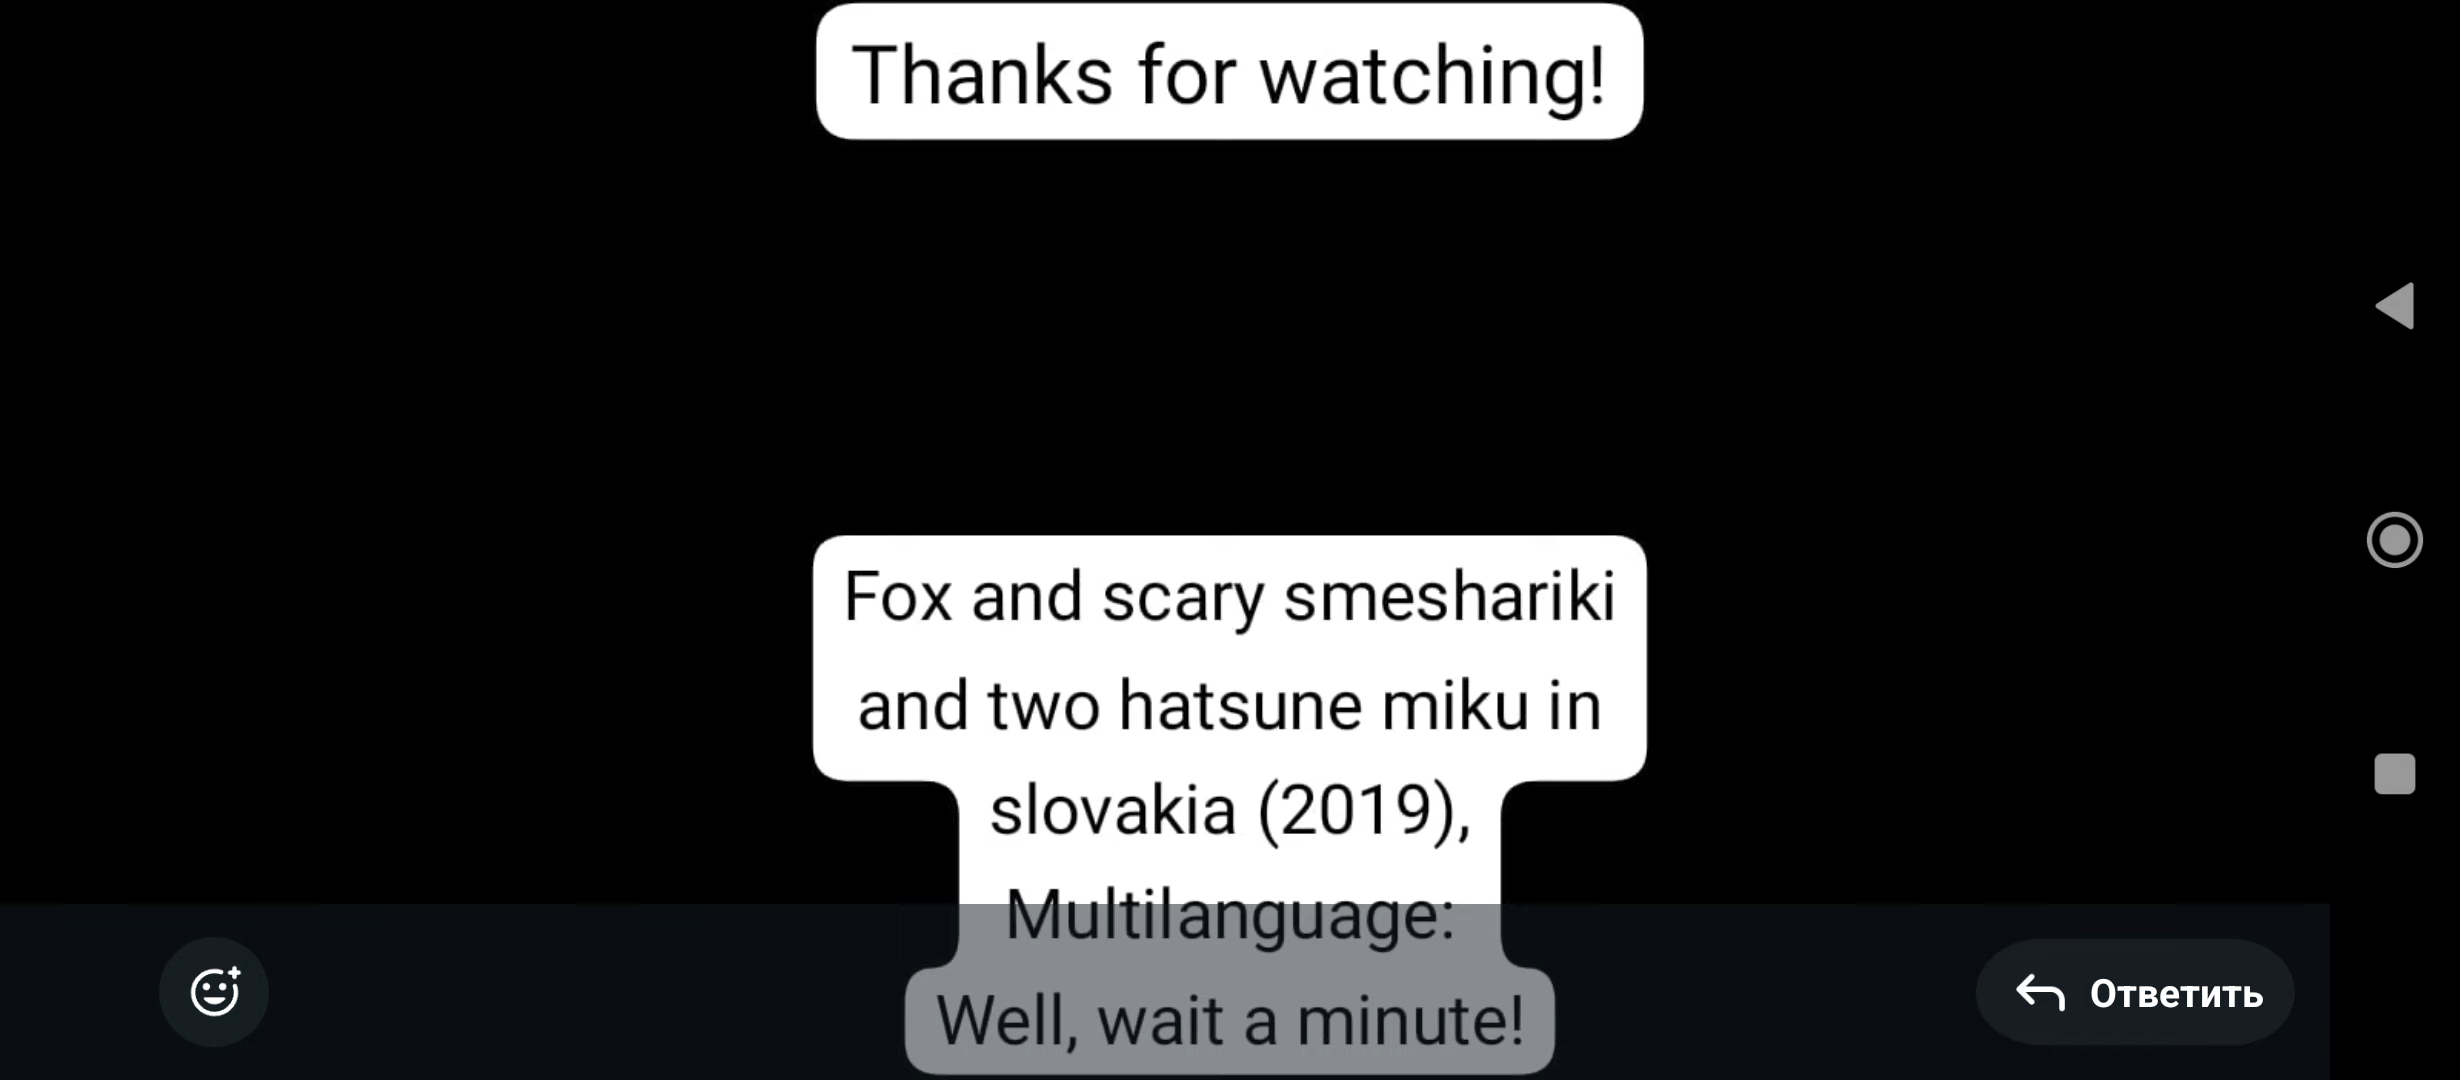 Thanks for watching!
Fox and scary smeshariki
and two hatsune miku in
slovakia (2019),
Multilanguage:
Well, wait a minute!
Ответить